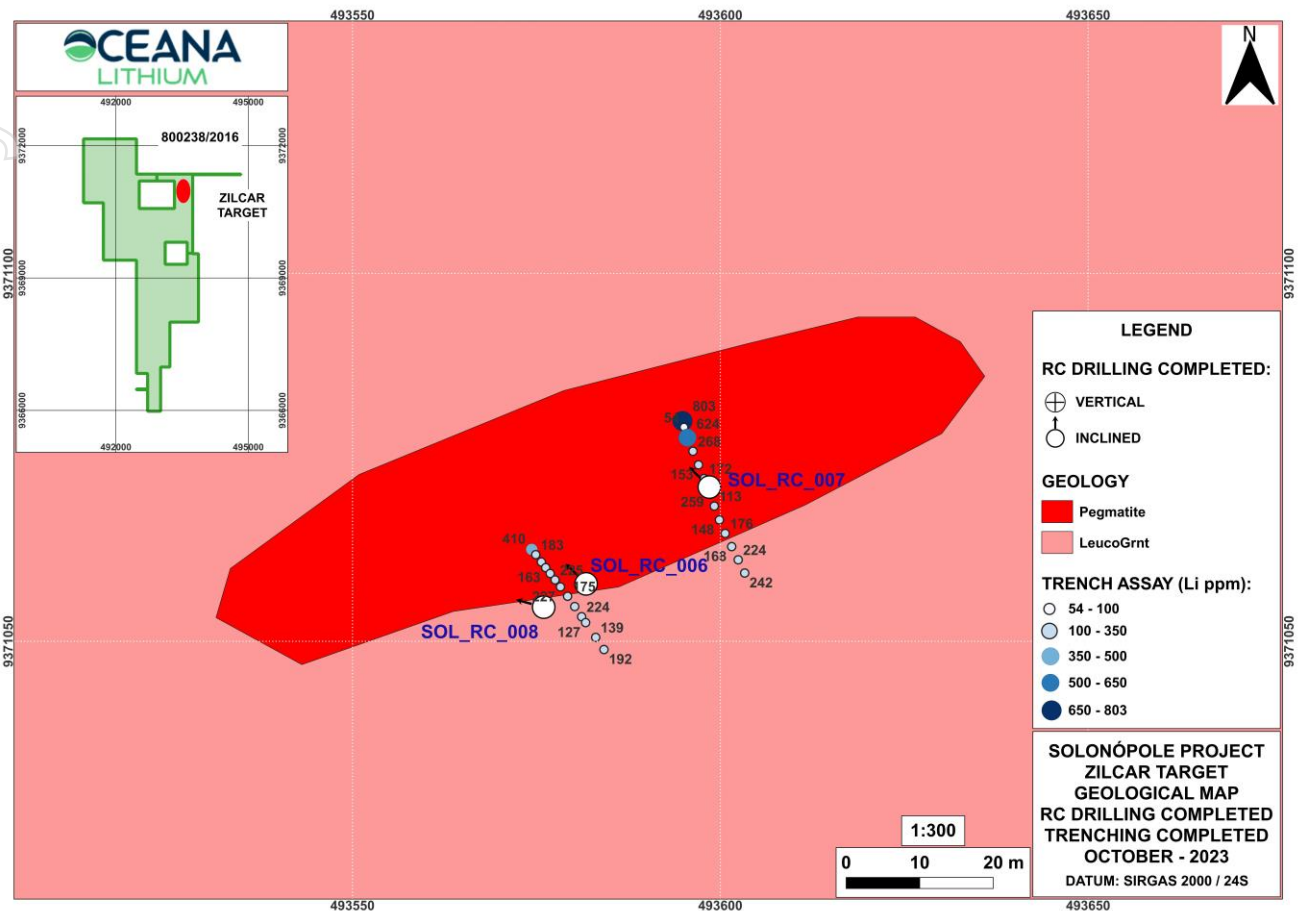 OCEANA
LITHIUM
493550
493600
493650
N
492000
495000
800238/2016
9372000
9372000
ZILCAR
TARGET
9369000
9369000
9366000
9366000
492000
495000
9371100
9371100
9371050
9371050
803
624
268
153
SOL_RC_007
259
113
148
176
168
224
242
410
183
163
SOL_RC_006
175
227
224
SOL_RC_008
127
139
192
LEGEND
RC DRILLING COMPLETED:
VERTICAL
INCLINED
GEOLOGY
Pegmatite
LeucoGrnt
TRENCH ASSAY (Li ppm):
54 - 100
100 - 350
350 - 500
500 - 650
650 - 803
SOLONÓPOLE PROJECT
ZILCAR TARGET
GEOLOGICAL MAP
RC DRILLING COMPLETED
TRENCHING COMPLETED
OCTOBER - 2023
DATUM: SIRGAS 2000 / 24S
1:300
0 10 20 m
493550
493600
493650